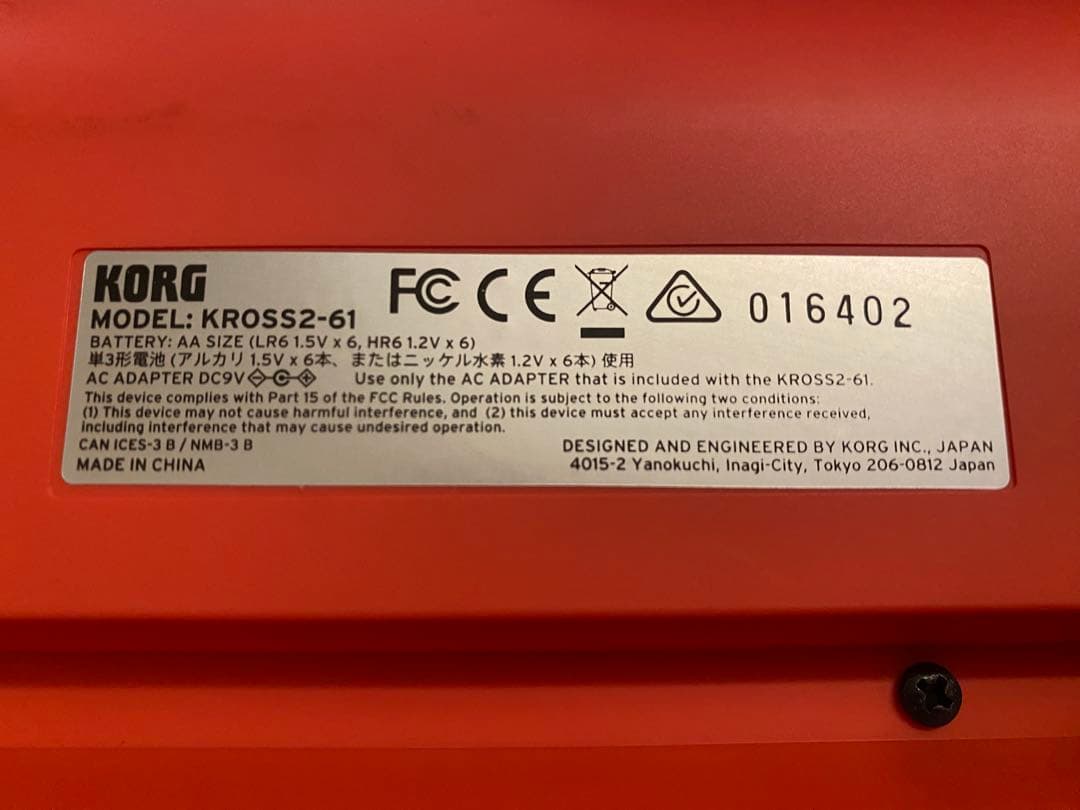 KORG FC CE 016402
MODEL: KROSS2-61
BATTERY: AA SIZE (LR6 1.5V x 6, HR6 1.2V x 6)
単3形電池 (アルカリ 1.5V x 6本、またはニッケル水素 1.2V x 6本) 使用
AC ADAPTER DC9V Use only the AC ADAPTER that is included with the KROSS2-61.
This device complies with Part 15 of the FCC Rules. Operation is subject to the following two conditions:
(1) This device may not cause harmful interference, and (2) this device must accept any interference received,
including interference that may cause undesired operation.
CAN ICES-3 B / NMB-3 B
DESIGNED AND ENGINEERED BY KORG INC., JAPAN
MADE IN CHINA
4015-2 Yanokuchi, Inagi-City, Tokyo 206-0812 Japan